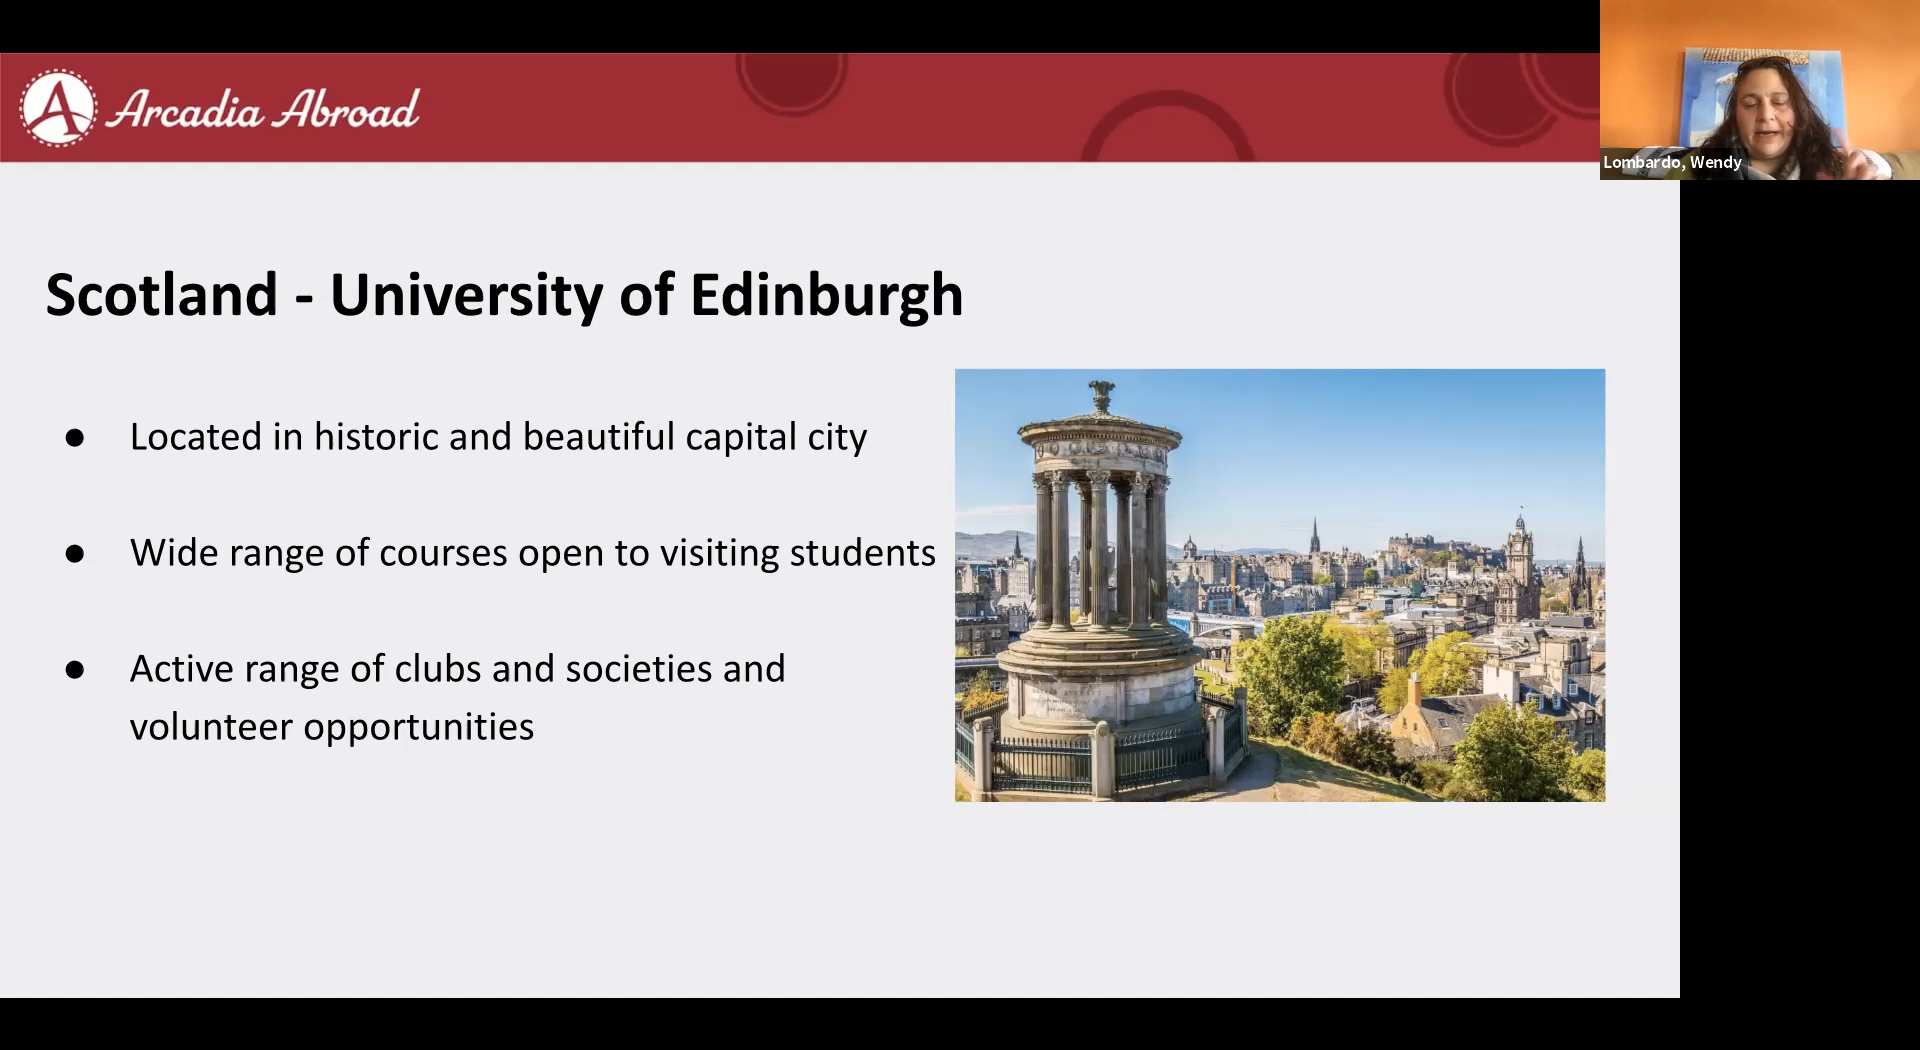 Arcadia Abroad
Lombardo, Wendy
Scotland - University of Edinburgh
● Located in historic and beautiful capital city
● Wide range of courses open to visiting students
● Active range of clubs and societies and
volunteer opportunities